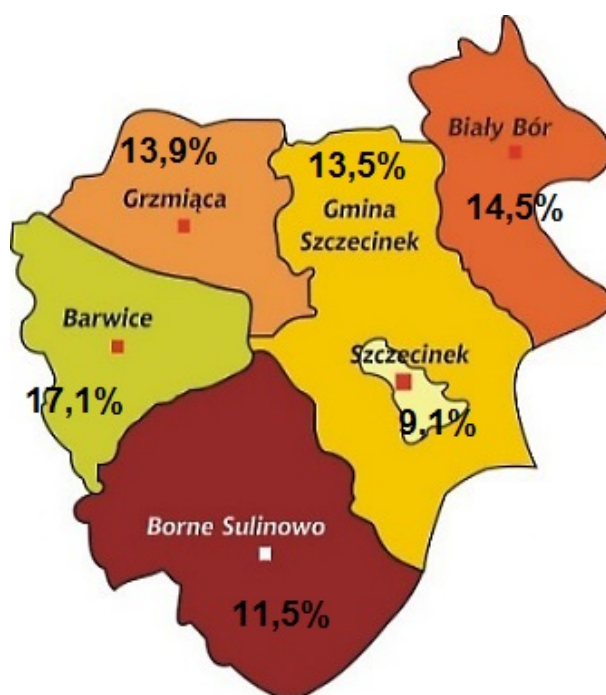 Biały Bór
14,5%
13,9%
Grzmiąca
13,5%
Gmina
Szczecinek
Barwice
17,1%
Szczecinek
9,1%
Borne Sulinowo
11,5%